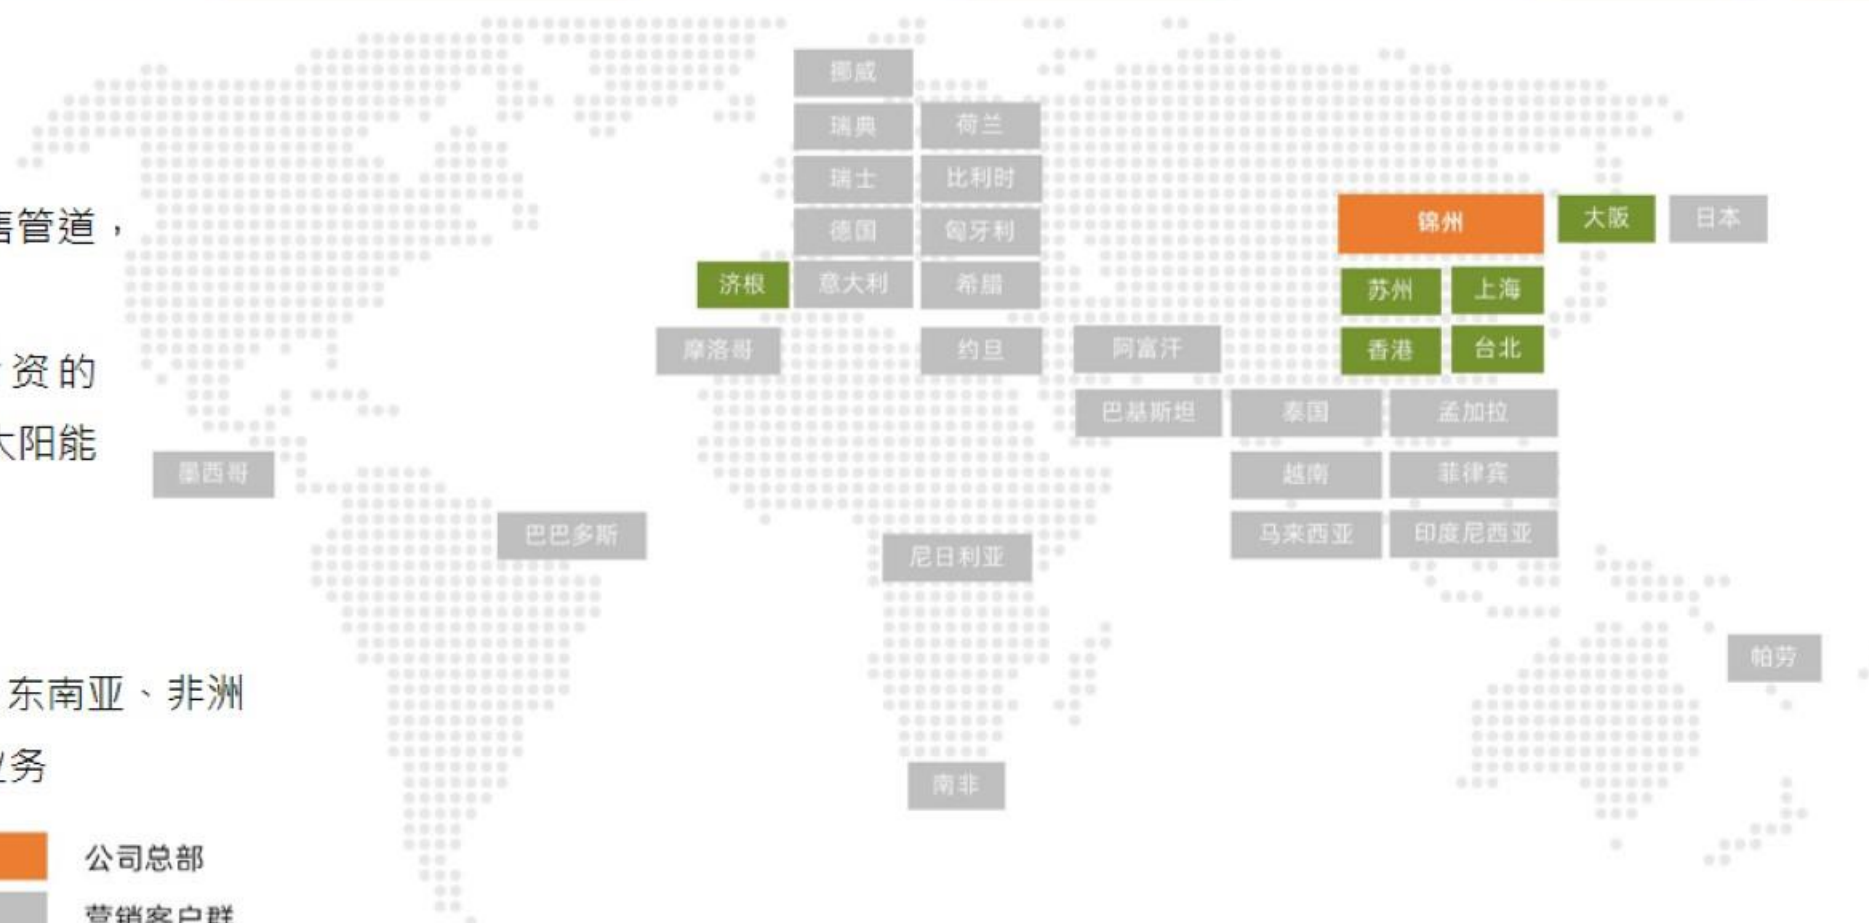 挪威
瑞典
荷兰
瑞士
比利时
售管道，
锦州
大阪
日本
德国
匈牙利
济根
意大利
希腊
苏州
上海
摩洛哥
约旦
阿富汗
香港
台北
资的
巴基斯坦
泰国
孟加拉
太阳能
墨西哥
越南
菲律宾
巴巴多斯
马来西亚
印度尼西亚
尼日利亚
帕劳
东南亚、非洲
业务
南非
公司总部
营销客户群